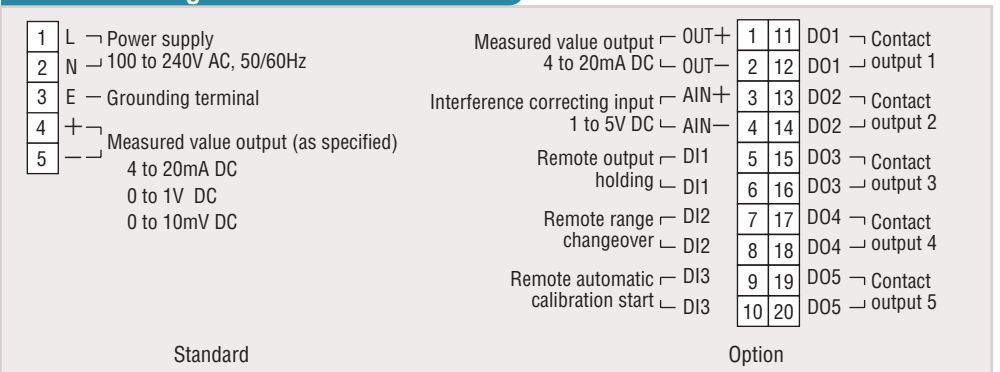 1 L Power supply
2 N 100 to 240V AC, 50/60Hz
3 E Grounding terminal
4 +
5 − Measured value output (as specified)
4 to 20mA DC
0 to 1V DC
0 to 10mV DC
Standard
Measured value output OUT+ 1 11 DO1 Contact
4 to 20mA DC OUT− 2 12 DO1 output 1
Interference correcting input AIN+ 3 13 DO2 Contact
1 to 5V DC AIN− 4 14 DO2 output 2
Remote output DI1 5 15 DO3 Contact
holding DI1 6 16 DO3 output 3
Remote range DI2 7 17 DO4 Contact
changeover DI2 8 18 DO4 output 4
Remote automatic DI3 9 19 DO5 Contact
calibration start DI3 10 20 DO5 output 5
Option